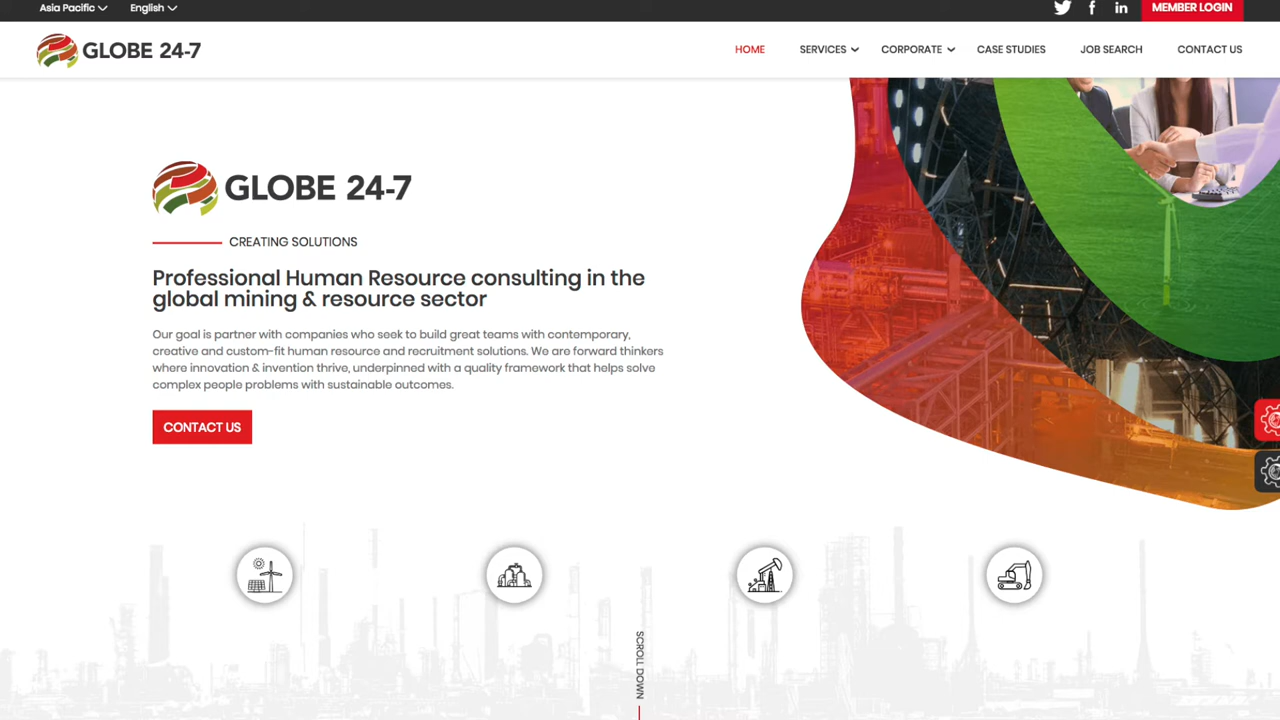 Asia Pacific English MEMBER LOGIN
GLOBE 24-7 HOME SERVICES CORPORATE CASE STUDIES JOB SEARCH CONTACT US
GLOBE 24-7
CREATING SOLUTIONS
Professional Human Resource consulting in the
global mining & resource sector
Our goal is partner with companies who seek to build great teams with contemporary,
creative and custom-fit human resource and recruitment solutions. We are forward thinkers
where innovation & invention thrive, underpinned with a quality framework that helps solve
complex people problems with sustainable outcomes.
CONTACT US
SCROLL DOWN